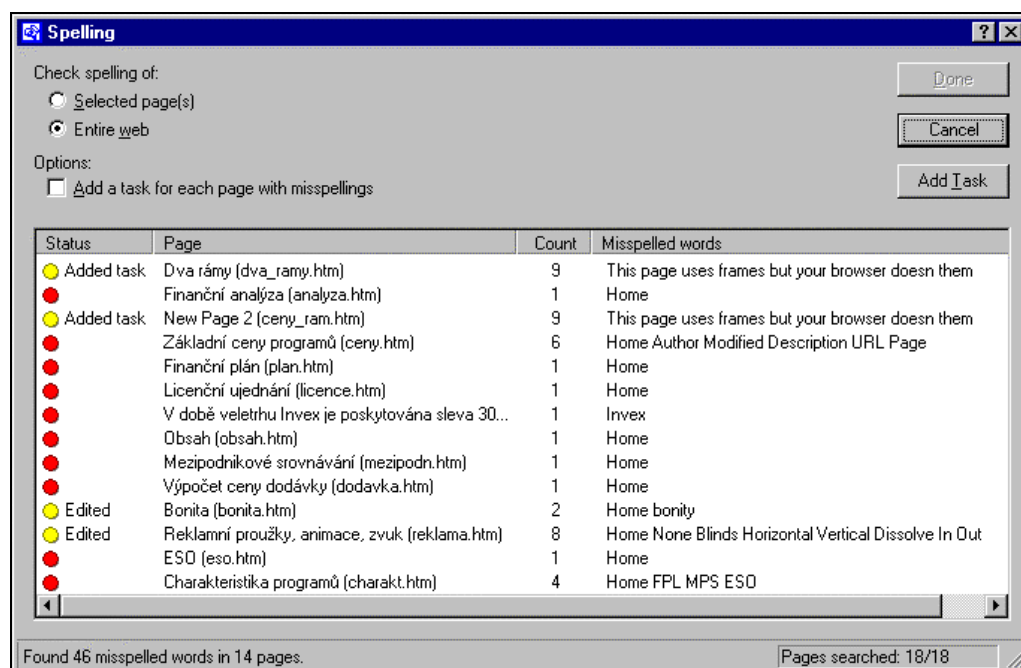 Spelling
Check spelling of:
Selected page(s)
Done
Entire web
Cancel
Options:
Add a task for each page with misspellings
Add Task
Status Page Count Misspelled words
Added task Dva rámy (dva_ramy.htm) 9 This page uses frames but your browser doesn them
Finanční analýza (analyza.htm) 1 Home
Added task New Page 2 (ceny_ram.htm) 9 This page uses frames but your browser doesn them
Základní ceny programů (ceny.htm) 6 Home Author Modified Description URL Page
Finanční plán (plan.htm) 1 Home
Licenční ujednání (licence.htm) 1 Home
V době veletrhu Invex je poskytována sleva 30... 1 Invex
Obsah (obsah.htm) 1 Home
Mezipodnikové srovnávání (mezipodn.htm) 1 Home
Výpočet ceny dodávky (dodavka.htm) 1 Home
Edited Bonita (bonita.htm) 2 Home bonity
Edited Reklamní proužky, animace, zvuk (reklama.htm) 8 Home None Blinds Horizontal Vertical Dissolve In Out
ESO (eso.htm) 1 Home
Charakteristika programů (charakt.htm) 4 Home FPL MPS ESO
Found 46 misspelled words in 14 pages. Pages searched: 18/18